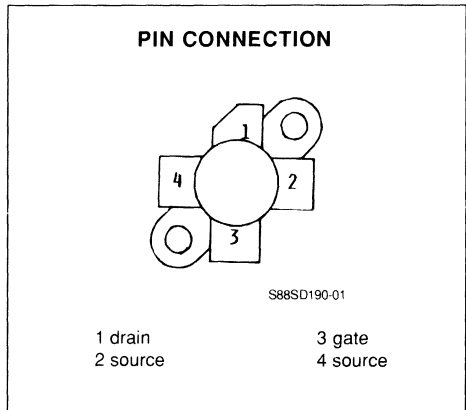 PIN CONNECTION
1
4
2
3
S88SD190-01
1 drain
3 gate
2 source
4 source